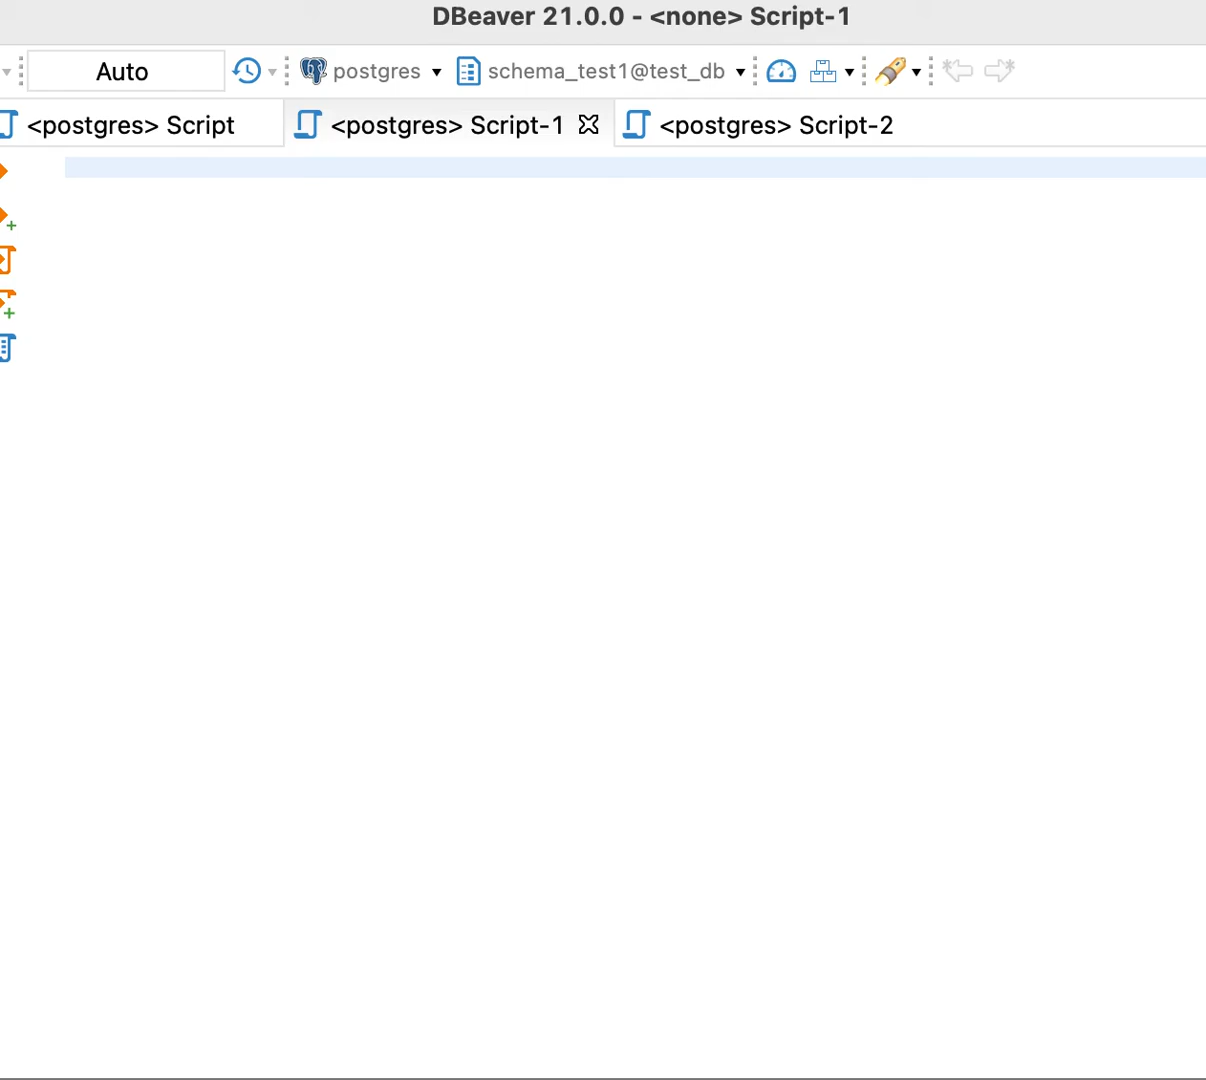 DBeaver 21.0.0 - <none> Script-1
Auto postgres schema_test1@test_db
<postgres> Script <postgres> Script-1 <postgres> Script-2